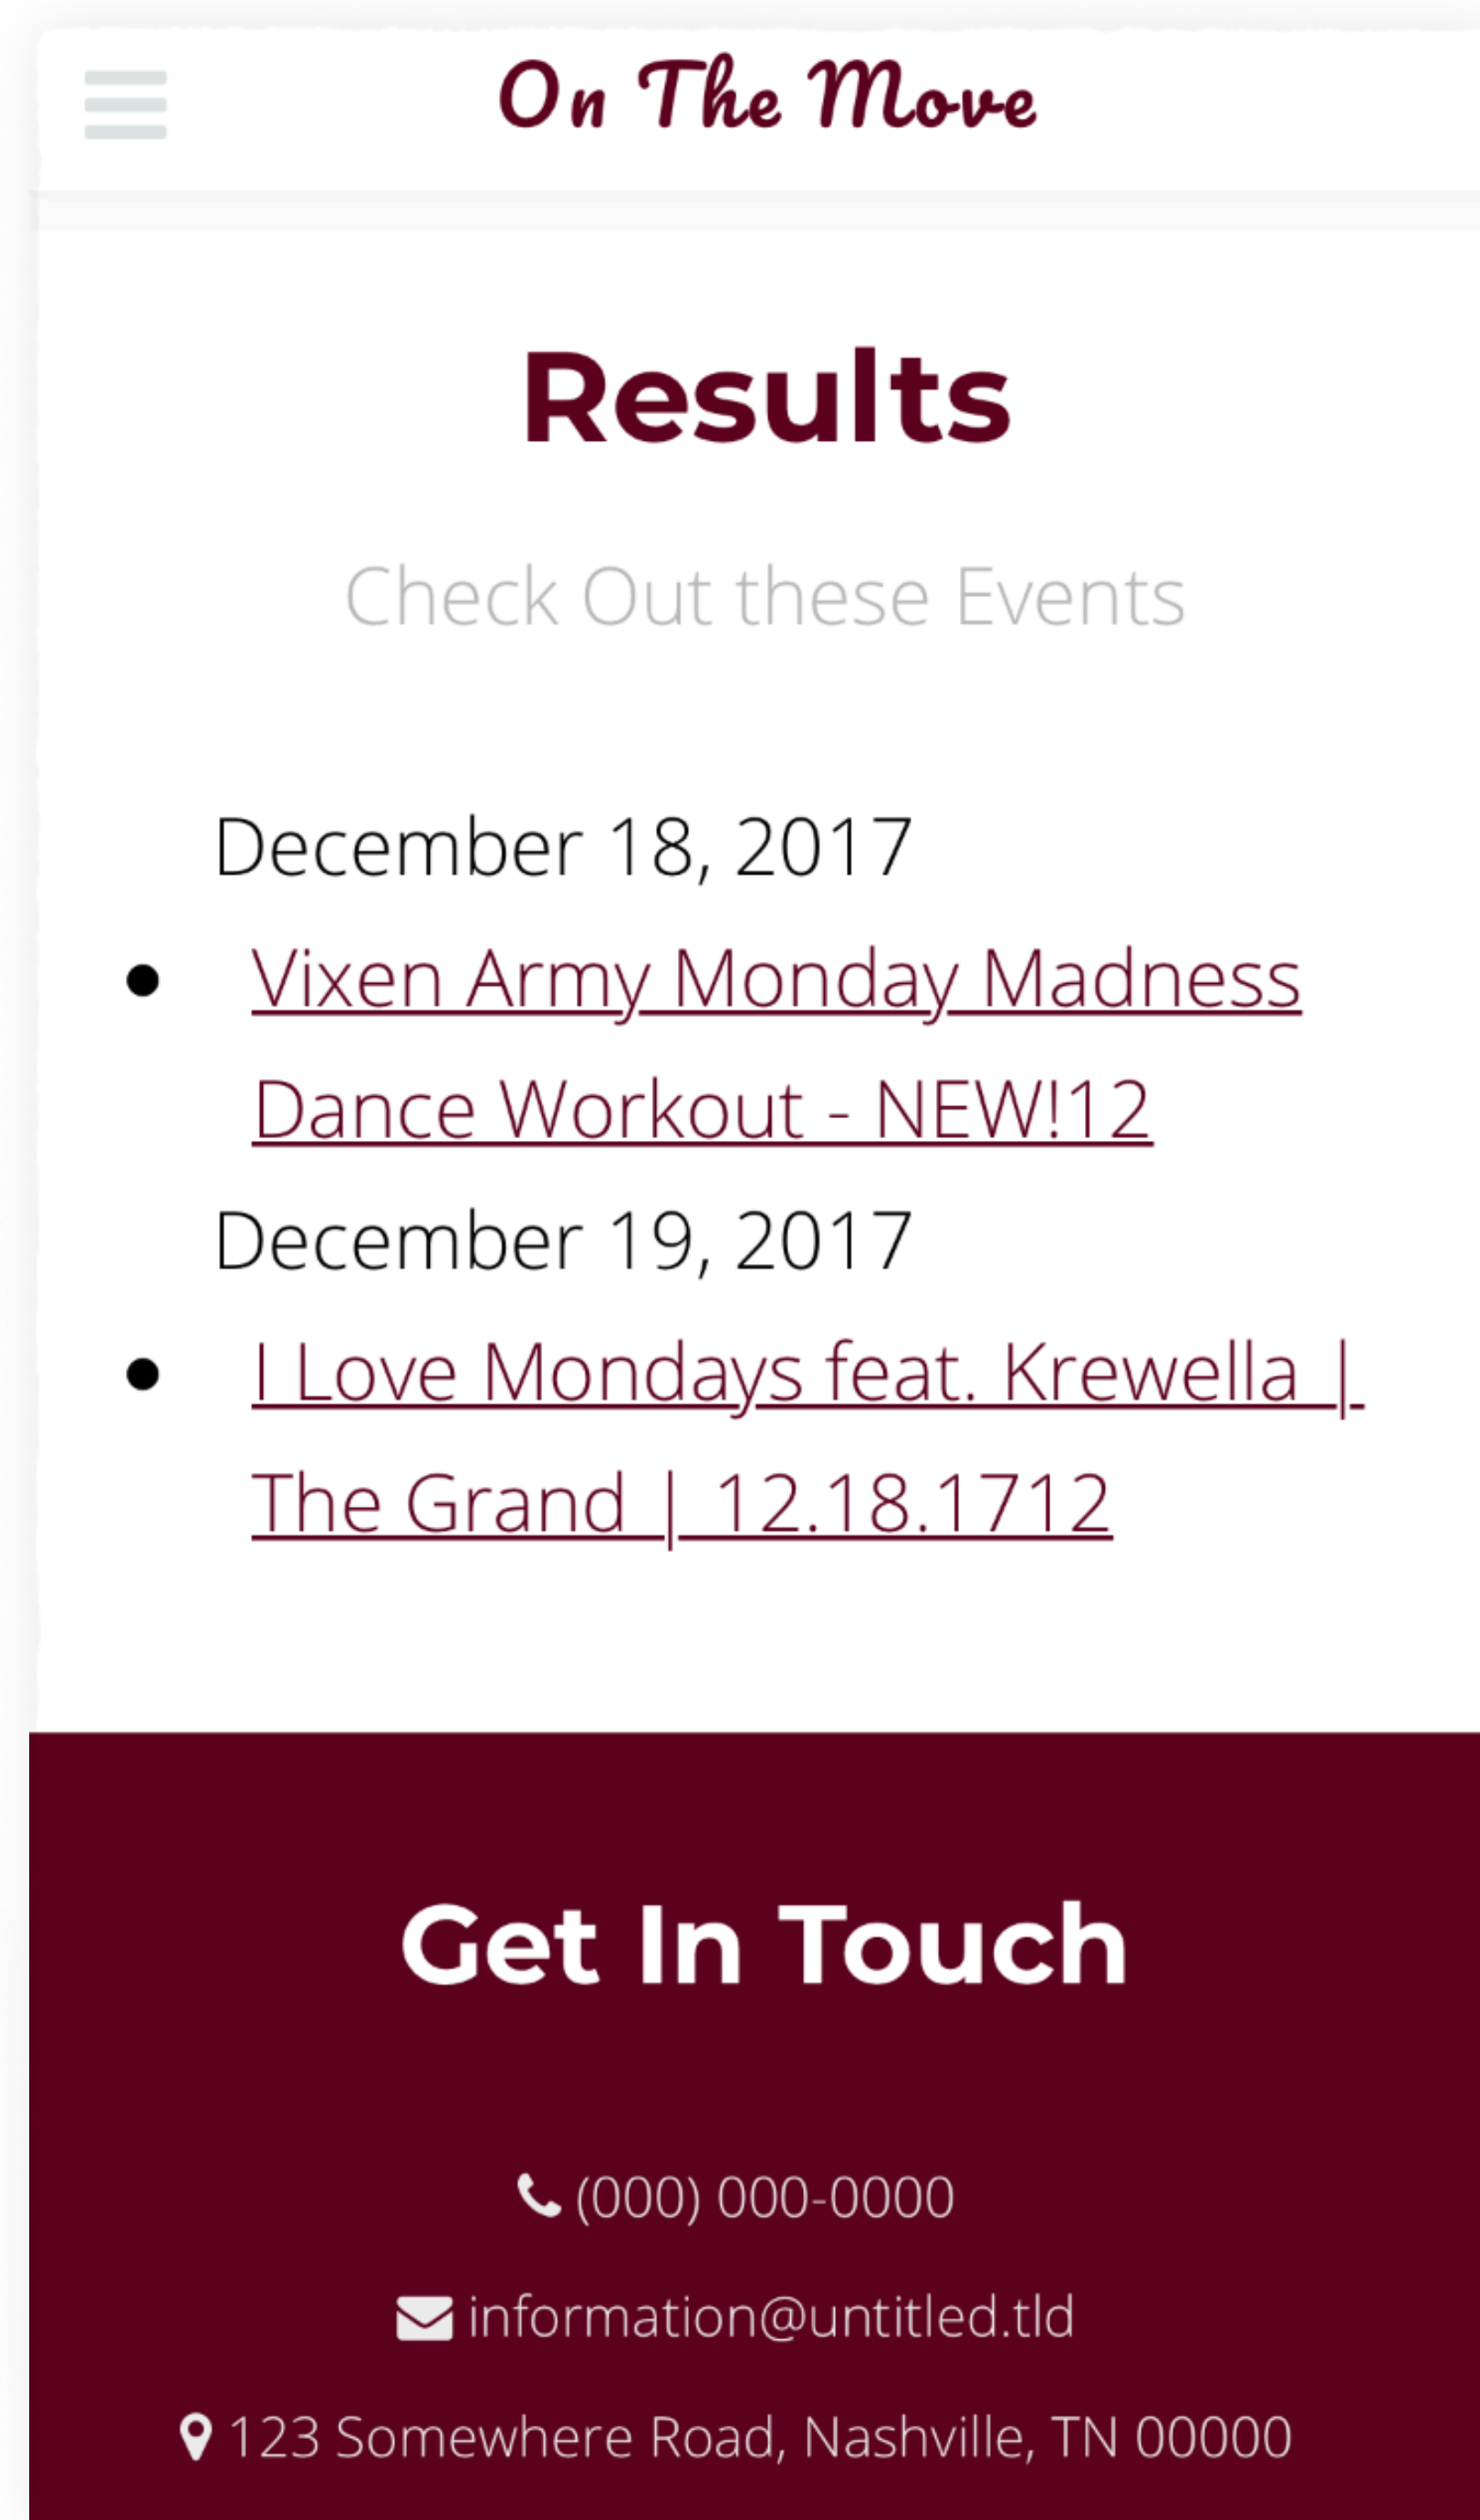 On The Move
Results
Check Out these Events
December 18, 2017
Vixen Army Monday Madness
Dance Workout - NEW!12
December 19, 2017
I Love Mondays feat. Krewella |
The Grand | 12.18.1712
Get In Touch
(000) 000-0000
information@untitled.tld
123 Somewhere Road, Nashville, TN 00000